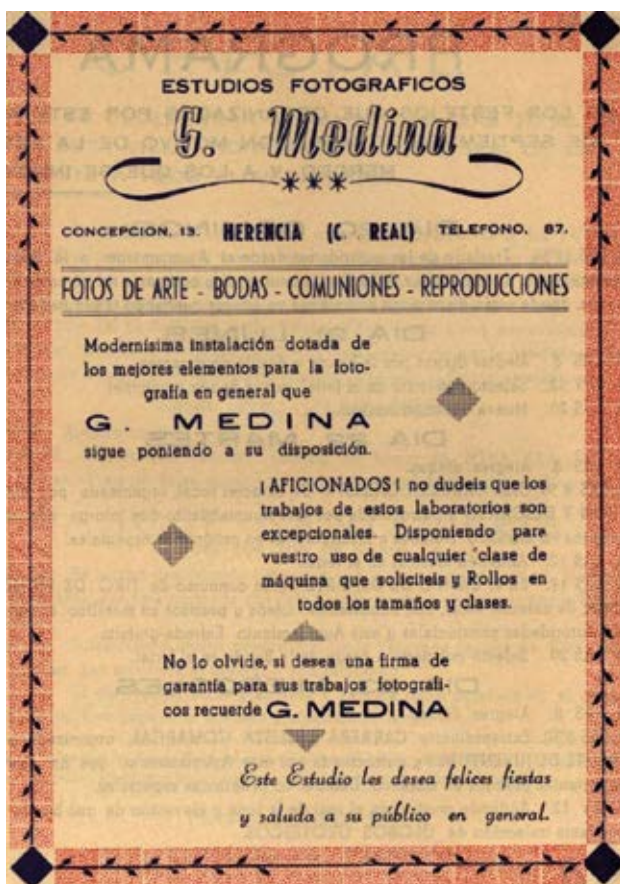 ESTUDIOS FOTOGRAFICOS
G. Medina
CONCEPCION, 13. HERENCIA (C REAL) TELEFONO, 87.
FOTOS DE ARTE - BODAS - COMUNIONES - REPRODUCCIONES
Modernísima instalación dotada de
los mejores elementos para la foto-
grafía en general que
G. MEDINA
sigue poniendo a su disposición.
¡AFICIONADOS! no dudeis que los
trabajos de estos laboratorios son
excepcionales. Disponiendo para
vuestro uso de cualquier clase de
máquina que soliciteis y Rollos en
todos los tamaños y clases.
No lo olvide, si desea una firma de
garantía para sus trabajos fotografi-
cos recuerde G. MEDINA
Este Estudio les desea felices fiestas
y saluda a su público en general.